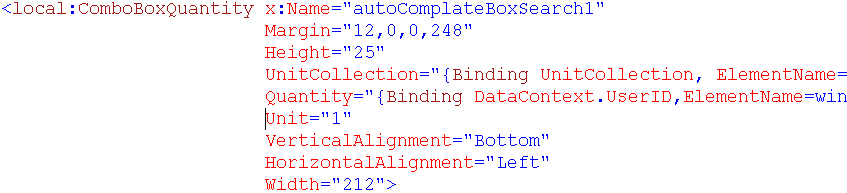 <local:ComboBoxQuantity x:Name="autoComplateBoxSearch1"
Margin="12,0,0,248"
Height="25"
UnitCollection="{Binding UnitCollection, ElementName=
Quantity="{Binding DataContext.UserID,ElementName=win
Unit="1"
VerticalAlignment="Bottom"
HorizontalAlignment="Left"
Width="212">